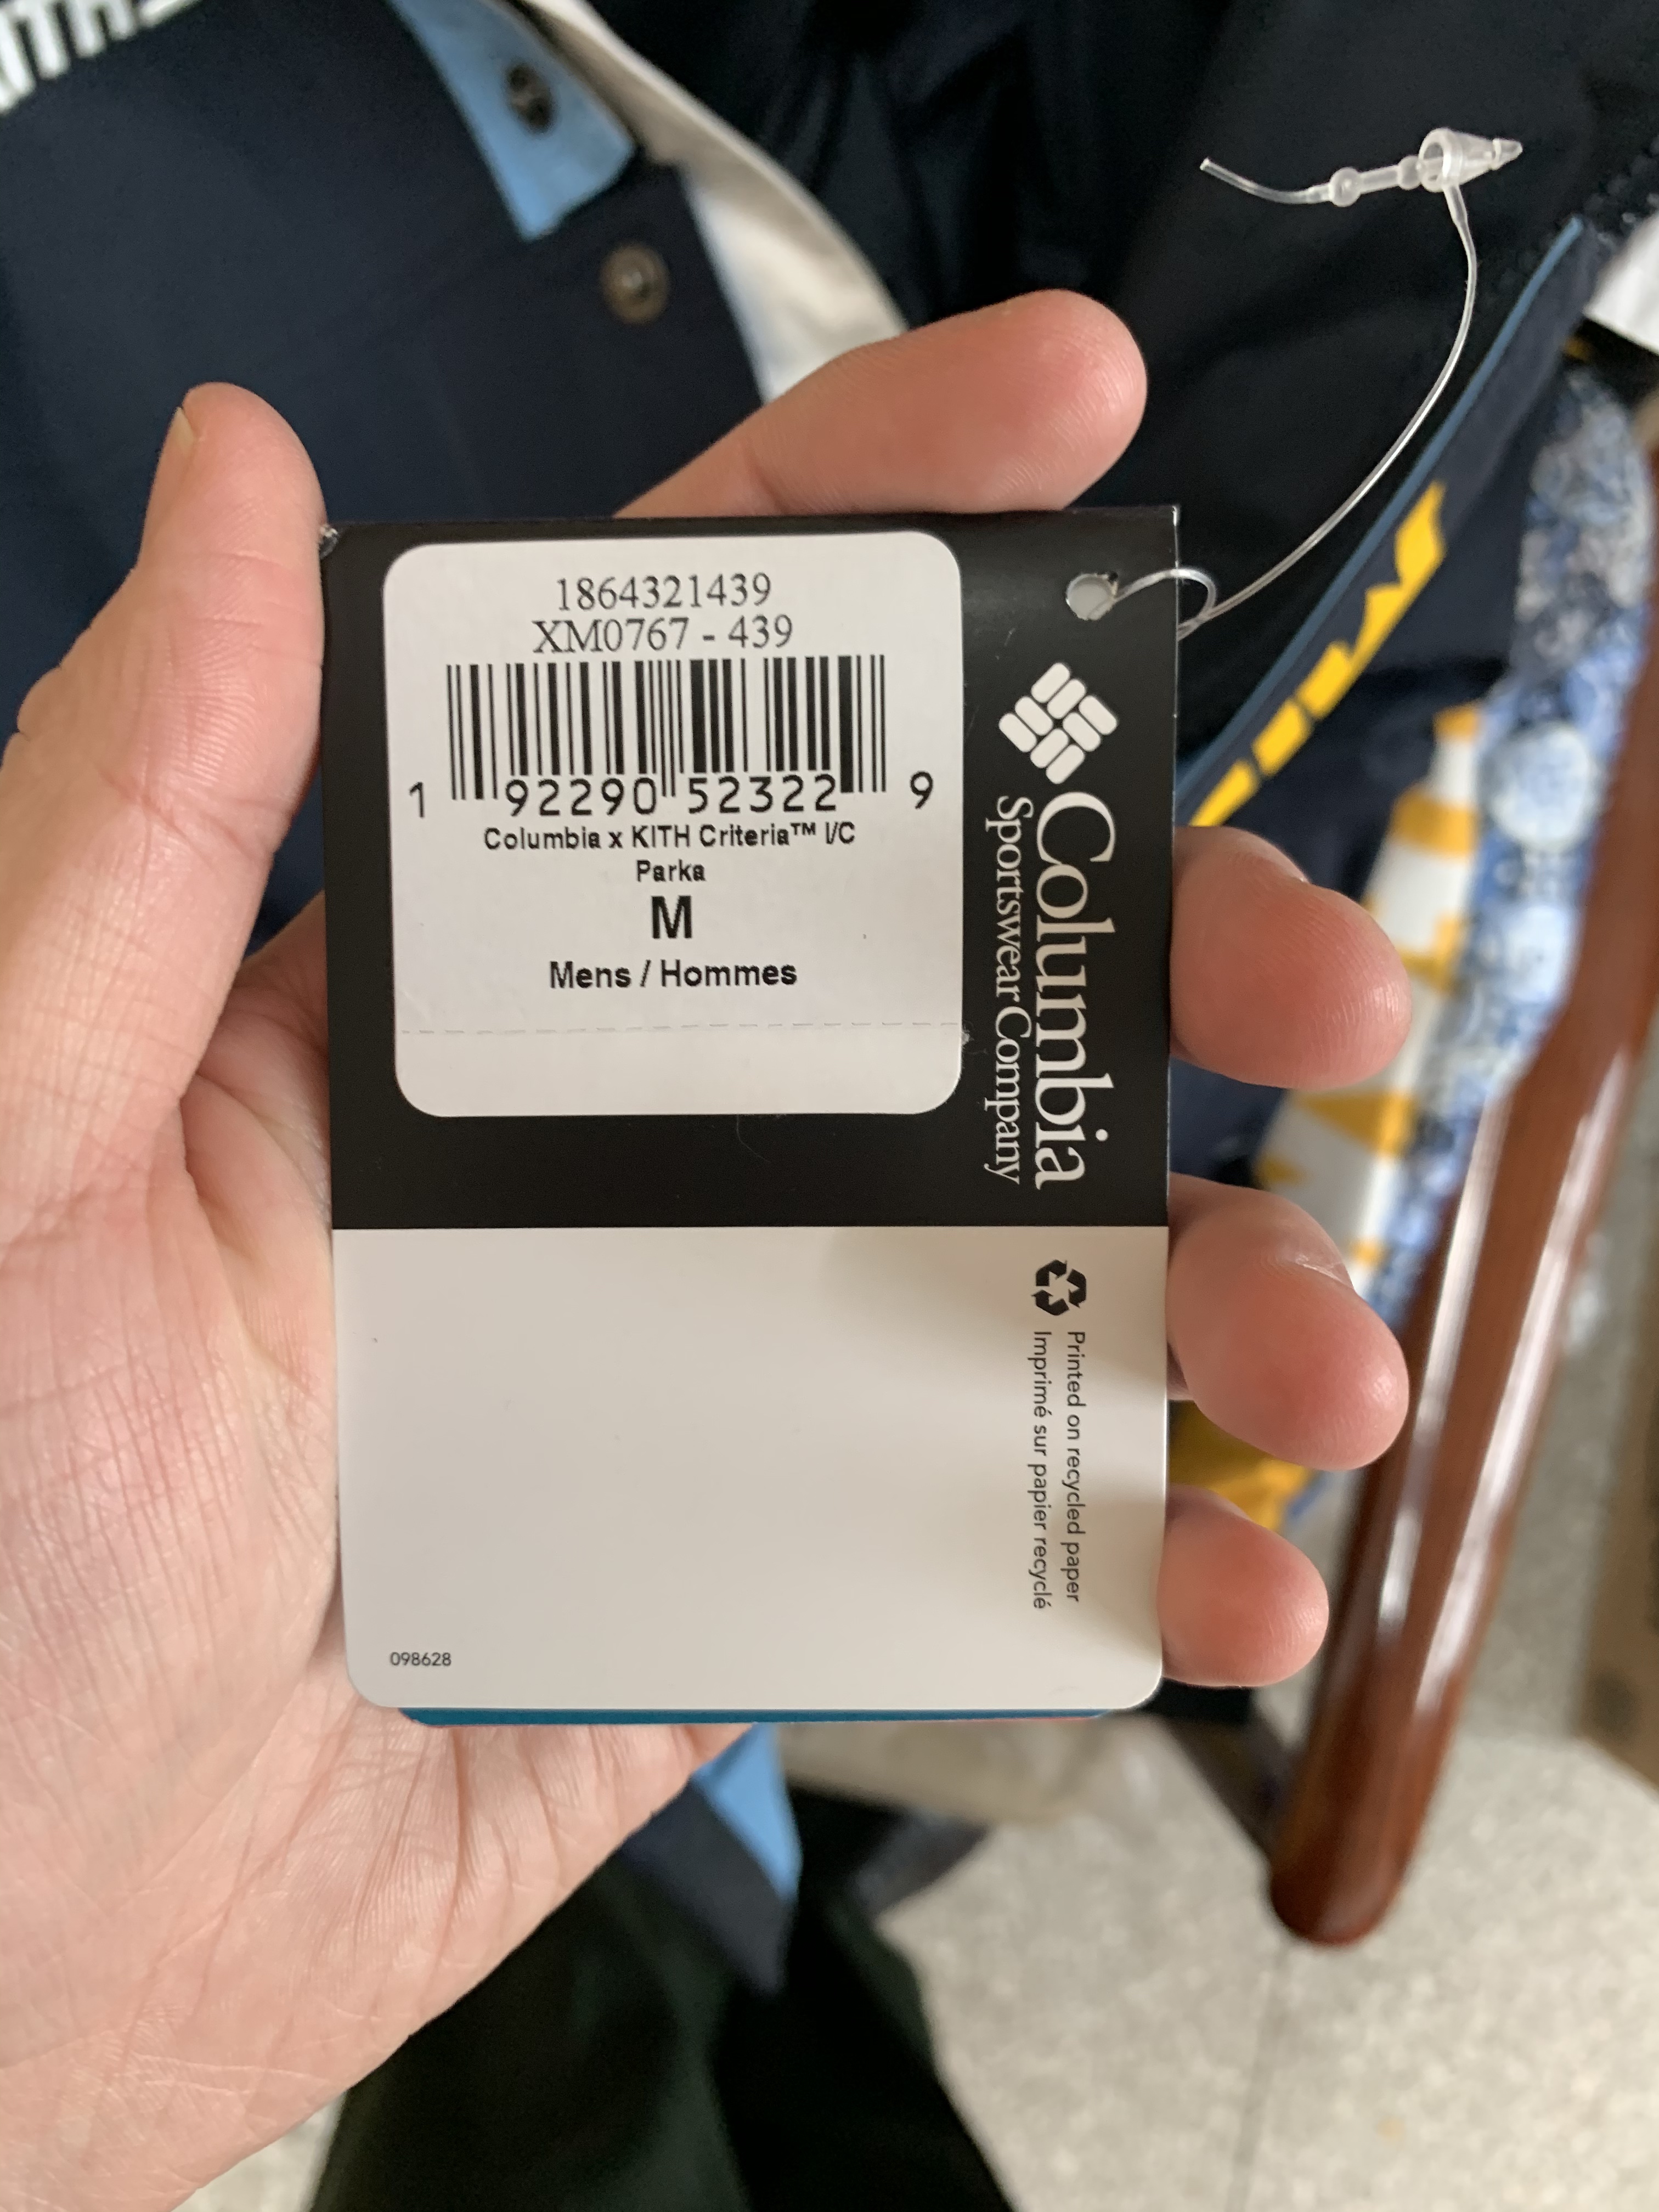 1864321439
XM0767 - 439
1 92290 52322 9
Columbia x KITH Criteria™ I/C
Parka
M
Mens / Hommes
Columbia
Sportswear Company
Printed on recycled paper
Imprimé sur papier recyclé
098628